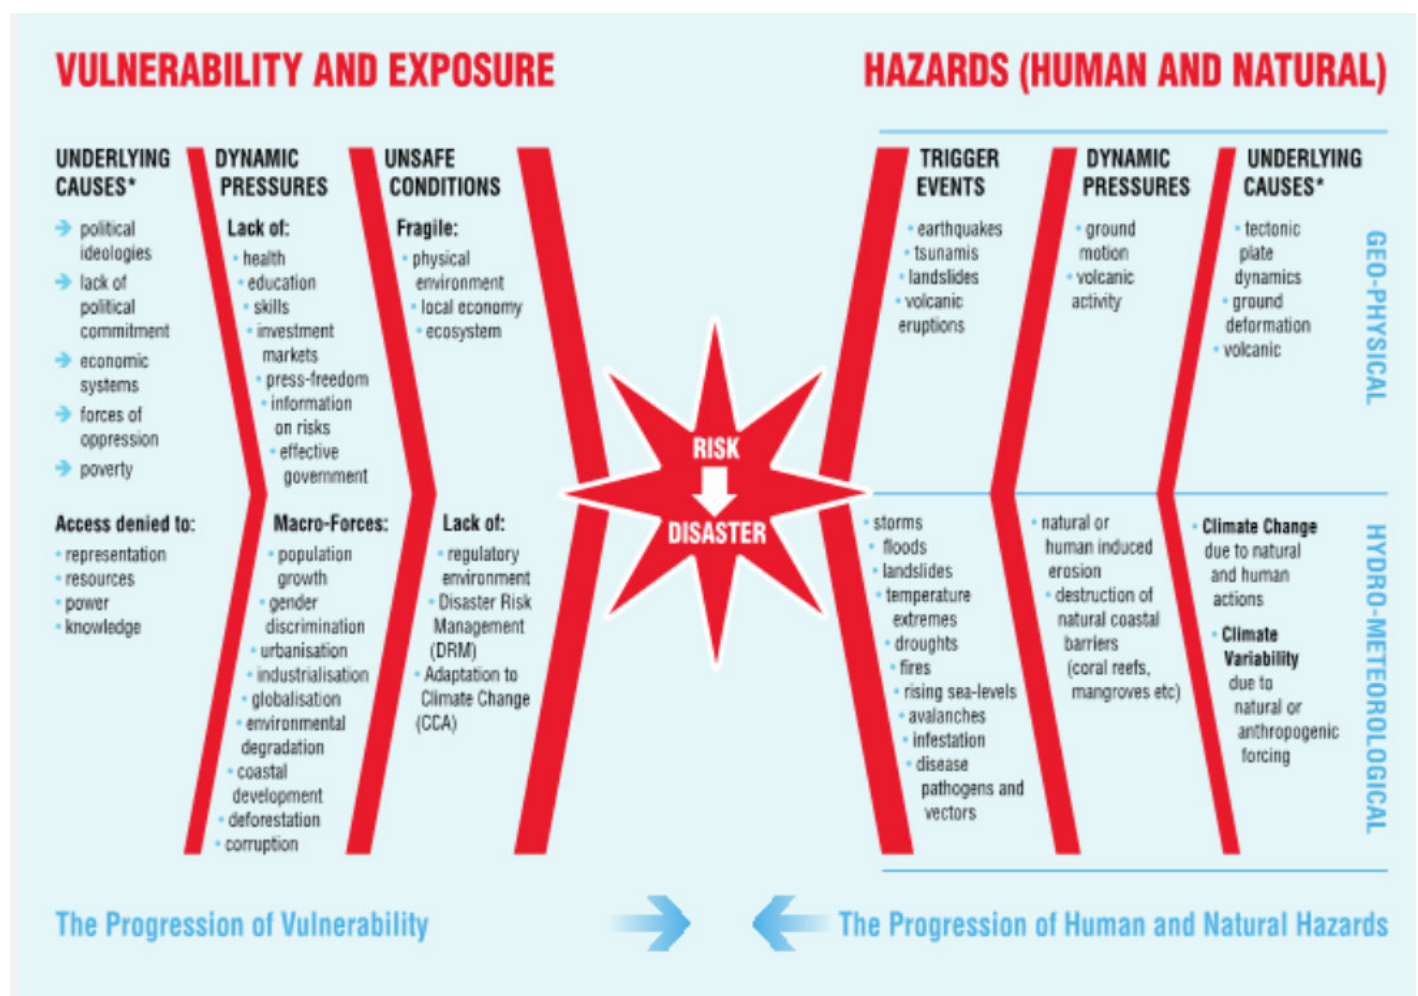 VULNERABILITY AND EXPOSURE
UNDERLYING
CAUSES*
political
ideologies
lack of
political
commitment
economic
systems
forces of
oppression
poverty
Access denied to:
• representation
• resources
• power
• knowledge
DYNAMIC
PRESSURES
Lack of:
• health
• education
• skills
• investment
markets
• press-freedom
• information
on risks
• effective
government
Macro-Forces:
• population
growth
• gender
discrimination
• urbanisation
• industrialisation
• globalisation
• environmental
degradation
• coastal
development
• deforestation
• corruption
UNSAFE
CONDITIONS
Fragile:
• physical
environment
• local economy
• ecosystem
Lack of:
• regulatory
environment
• Disaster Risk
Management
(DRM)
• Adaptation to
Climate Change
(CCA)
RISK
DISASTER
HAZARDS (HUMAN AND NATURAL)
TRIGGER
EVENTS
• earthquakes
• tsunamis
• landslides
• volcanic
eruptions
• storms
• floods
• landslides
• temperature
extremes
• droughts
• fires
• rising sea-levels
• avalanches
• infestation
• disease
pathogens and
vectors
DYNAMIC
PRESSURES
• ground
motion
• volcanic
activity
• natural or
human induced
erosion
• destruction of
natural coastal
barriers
(coral reefs,
mangroves etc)
UNDERLYING
CAUSES*
• tectonic
plate
dynamics
• ground
deformation
• volcanic
• Climate Change
due to natural
and human
actions
• Climate
Variability
due to
natural or
anthropogenic
forcing
GEO-PHYSICAL
HYDRO-METEOROLOGICAL
The Progression of Vulnerability
The Progression of Human and Natural Hazards